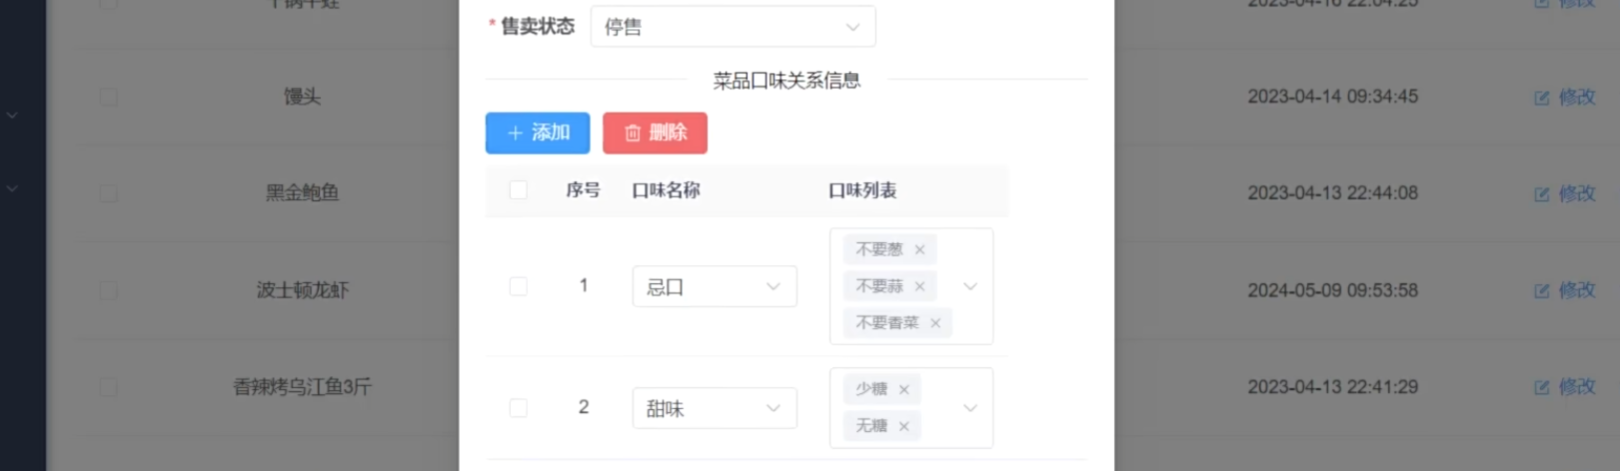 * 售卖状态 停售
菜品口味关系信息
馒头 2023-04-14 09:34:45 修改
+ 添加 删除
序号 口味名称 口味列表
黑金鲍鱼 2023-04-13 22:44:08 修改
不要葱 ×
1 忌口 不要蒜 ×
波士顿龙虾 2024-05-09 09:53:58 修改
不要香菜 ×
少糖 ×
香辣烤乌江鱼3斤 2023-04-13 22:41:29 修改
2 甜味
无糖 ×